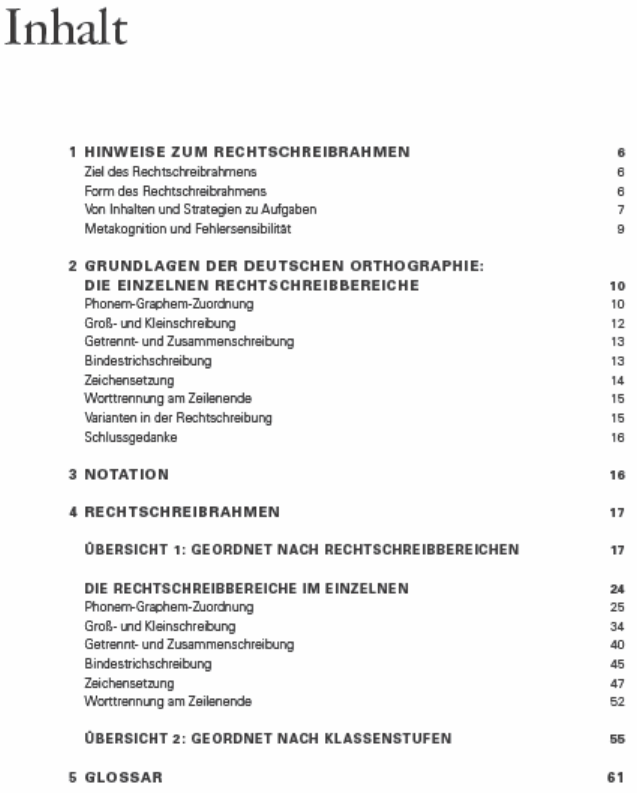 Inhalt
1 HINWEISE ZUM RECHTSCHREIBRAHMEN 6
Ziel des Rechtschreibrahmens 6
Form des Rechtschreibrahmens 6
Von Inhalten und Strategien zu Aufgaben 7
Metakognition und Fehlersensibilität 9
2 GRUNDLAGEN DER DEUTSCHEN ORTHOGRAPHIE:
DIE EINZELNEN RECHTSCHREIBBEREICHE 10
Phonem-Graphem-Zuordnung 10
Groß- und Kleinschreibung 12
Getrennt- und Zusammenschreibung 13
Bindestrichschreibung 13
Zeichensetzung 14
Worttrennung am Zeilenende 15
Varianten in der Rechtschreibung 15
Schlussgedanke 16
3 NOTATION 16
4 RECHTSCHREIBRAHMEN 17
ÜBERSICHT 1: GEORDNET NACH RECHTSCHREIBBEREICHEN 17
DIE RECHTSCHREIBBEREICHE IM EINZELNEN 24
Phonem-Graphem-Zuordnung 25
Groß- und Kleinschreibung 34
Getrennt- und Zusammenschreibung 40
Bindestrichschreibung 45
Zeichensetzung 47
Worttrennung am Zeilenende 52
ÜBERSICHT 2: GEORDNET NACH KLASSENSTUFEN 55
5 GLOSSAR 61